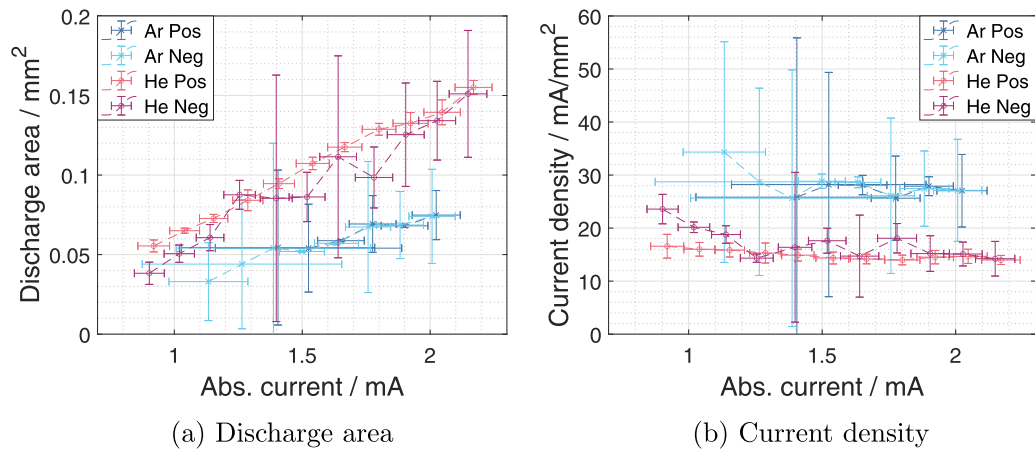 0.2
0.15
0.1
0.05
0
Discharge area / mm²
Ar Pos
Ar Neg
He Pos
He Neg
1
1.5
2
Abs. current / mA
(a) Discharge area
60
50
40
30
20
10
0
Current density / mA/mm²
Ar Pos
Ar Neg
He Pos
He Neg
1
1.5
2
Abs. current / mA
(b) Current density